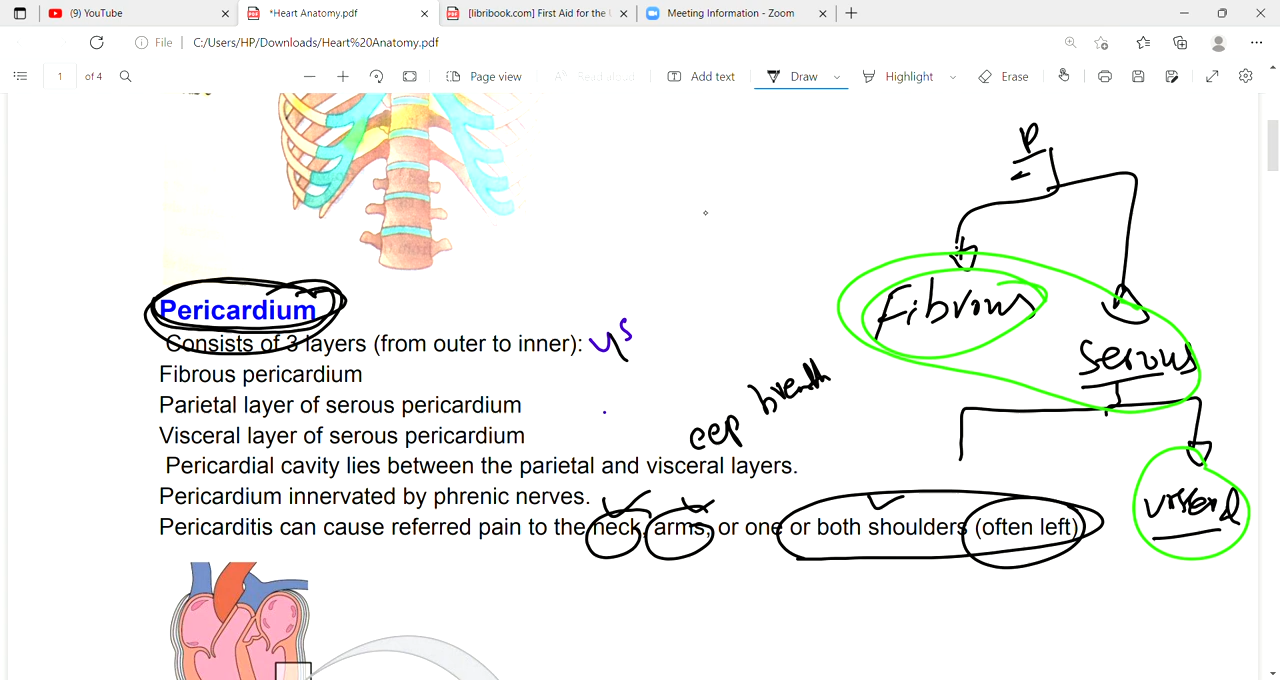 (9) YouTube
*Heart Anatomy.pdf
[libribook.com] First Aid for the
Meeting Information - Zoom
File
C:/Users/HP/Downloads/Heart%20Anatomy.pdf
1 of 4
Page view
Read aloud
Add text
Draw
Highlight
Erase
P
Fibrous
Serous
Pericardium
Consists of 3 layers (from outer to inner):
Fibrous pericardium
Parietal layer of serous pericardium
Visceral layer of serous pericardium
Pericardial cavity lies between the parietal and visceral layers.
Pericardium innervated by phrenic nerves.
Pericarditis can cause referred pain to the neck, arms, or one or both shoulders (often left)